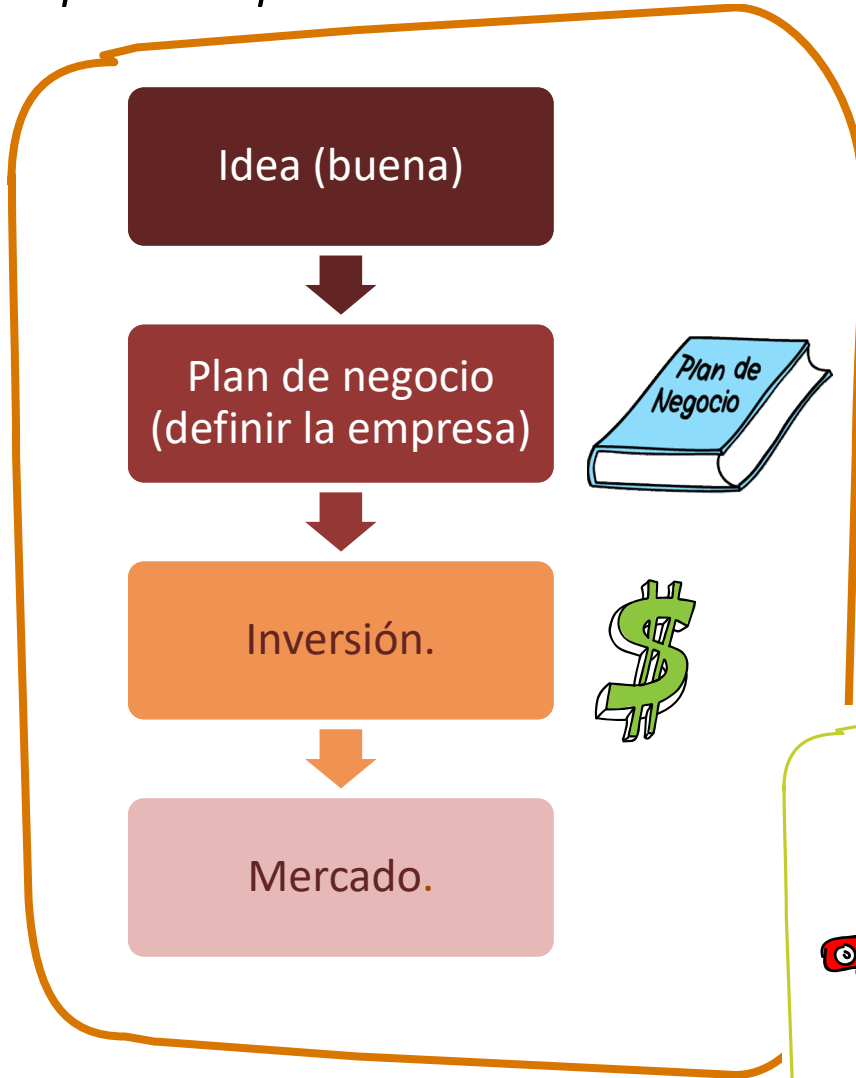 Idea (buena)
Plan de negocio
(definir la empresa)
Plan de
Negocio
Inversión.
Mercado.